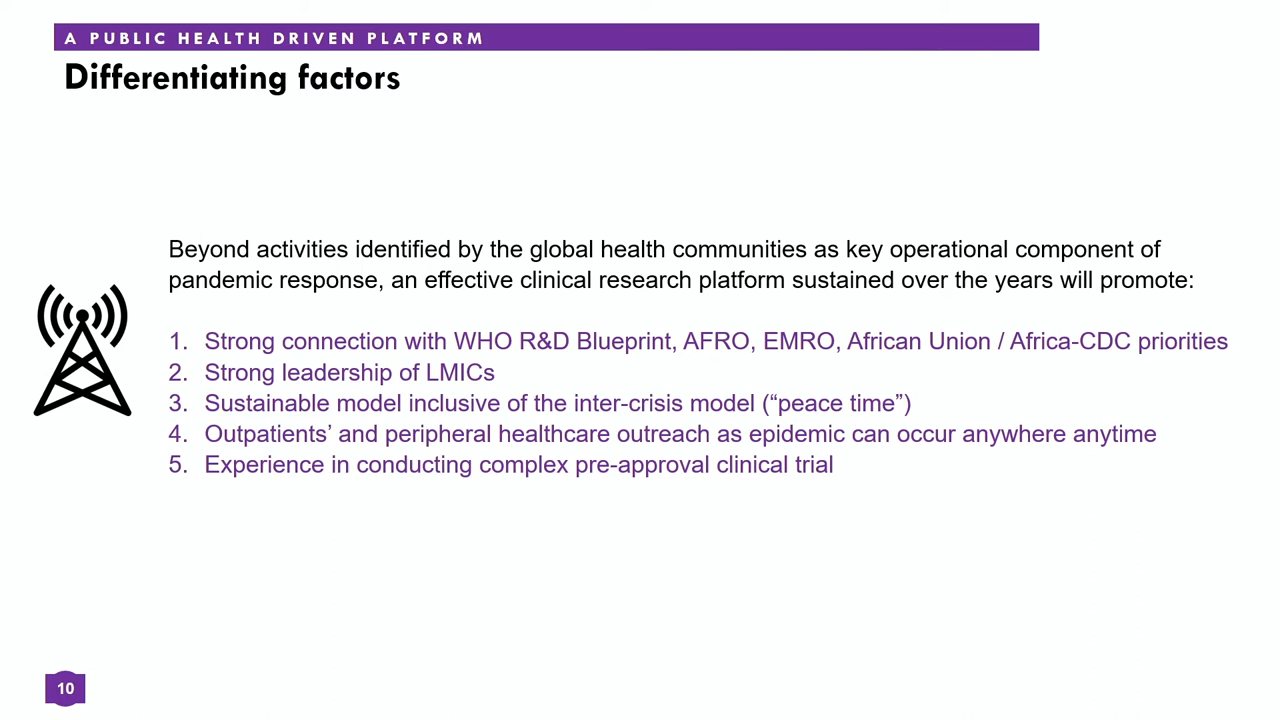 A PUBLIC HEALTH DRIVEN PLATFORM
Differentiating factors
Beyond activities identified by the global health communities as key operational component of
pandemic response, an effective clinical research platform sustained over the years will promote:
1. Strong connection with WHO R&D Blueprint, AFRO, EMRO, African Union / Africa-CDC priorities
2. Strong leadership of LMICs
3. Sustainable model inclusive of the inter-crisis model (“peace time”)
4. Outpatients’ and peripheral healthcare outreach as epidemic can occur anywhere anytime
5. Experience in conducting complex pre-approval clinical trial
10